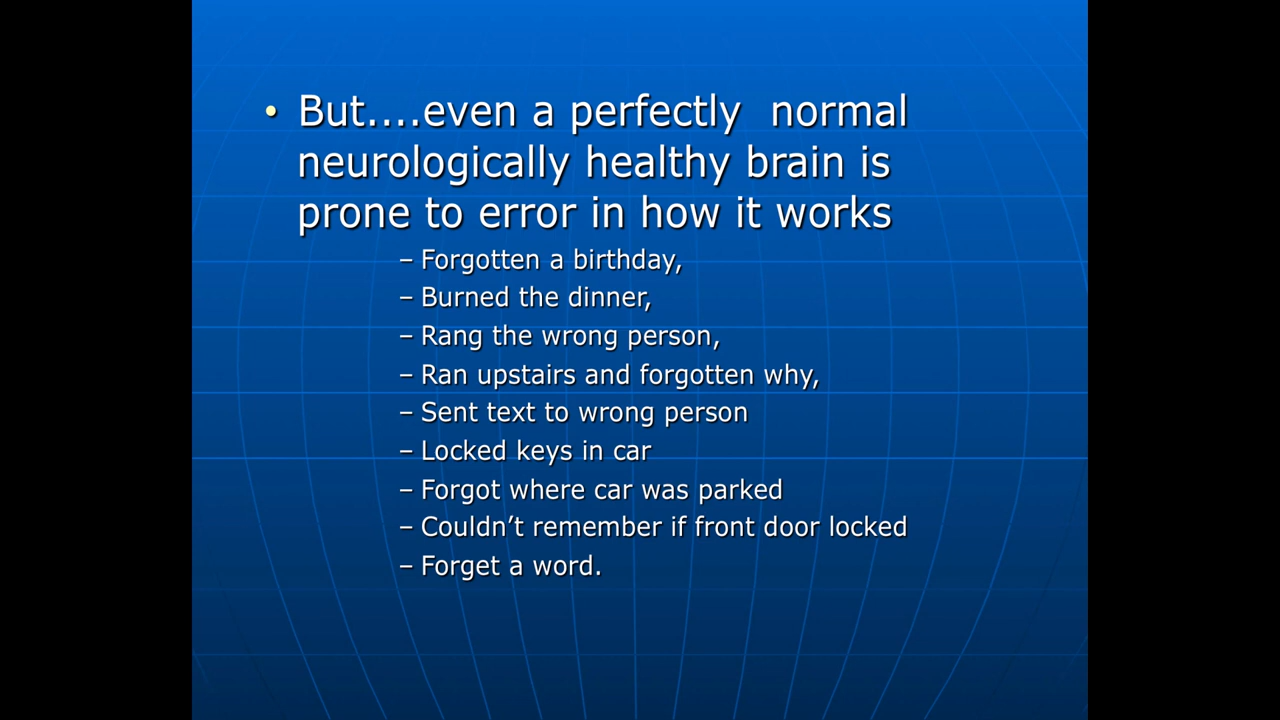 • But....even a perfectly  normal
neurologically healthy brain is
prone to error in how it works
– Forgotten a birthday,
– Burned the dinner,
– Rang the wrong person,
– Ran upstairs and forgotten why,
– Sent text to wrong person
– Locked keys in car
– Forgot where car was parked
– Couldn’t remember if front door locked
– Forget a word.